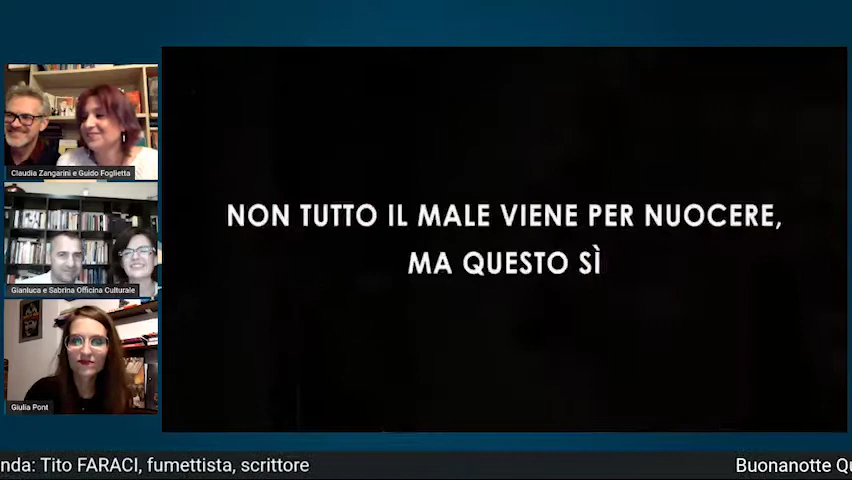 Claudia Zangarini e Guido Foglietta
Gianluca e Sabrina Officina Culturale
Giulia Pont
NON TUTTO IL MALE VIENE PER NUOCERE,
MA QUESTO SÌ
nda: Tito FARACI, fumettista, scrittore
Buonanotte Qu